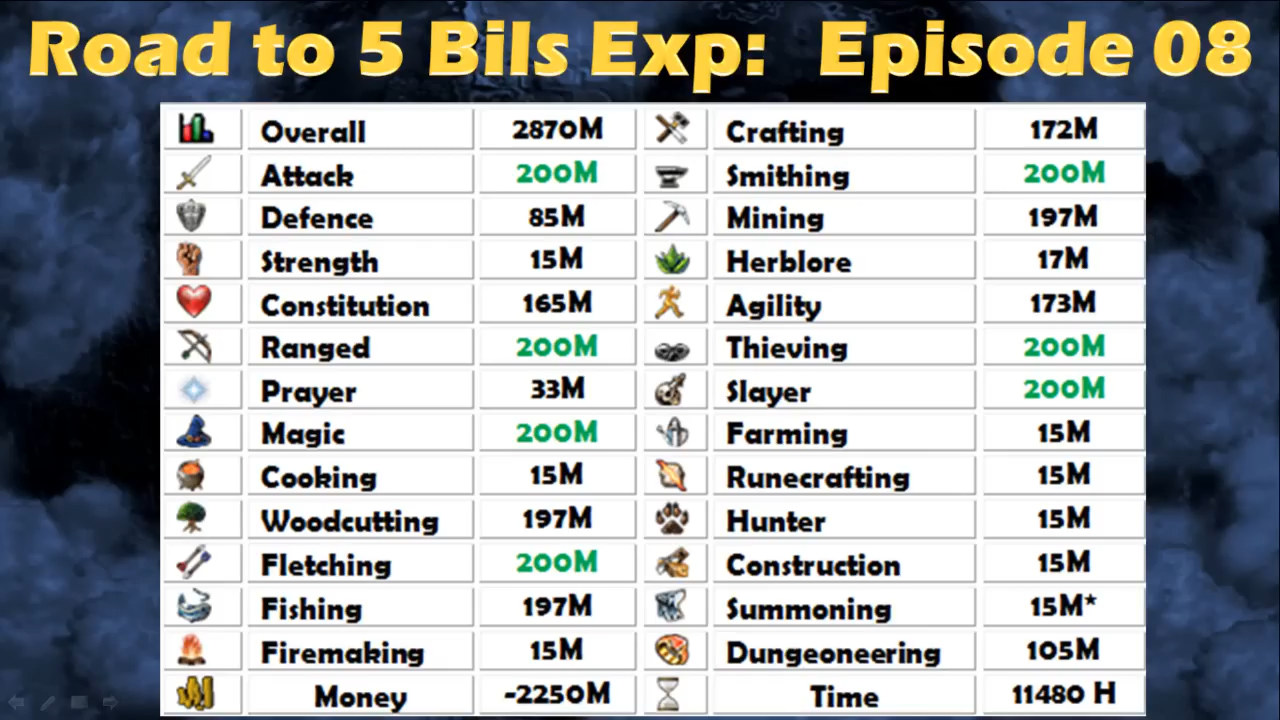 Road to 5 Bils Exp: Episode 08
Overall 2870M Crafting 172M
Attack 200M Smithing 200M
Defence 85M Mining 197M
Strength 15M Herblore 17M
Constitution 165M Agility 173M
Ranged 200M Thieving 200M
Prayer 33M Slayer 200M
Magic 200M Farming 15M
Cooking 15M Runecrafting 15M
Woodcutting 197M Hunter 15M
Fletching 200M Construction 15M
Fishing 197M Summoning 15M*
Firemaking 15M Dungeoneering 105M
Money -2250M Time 11480 H